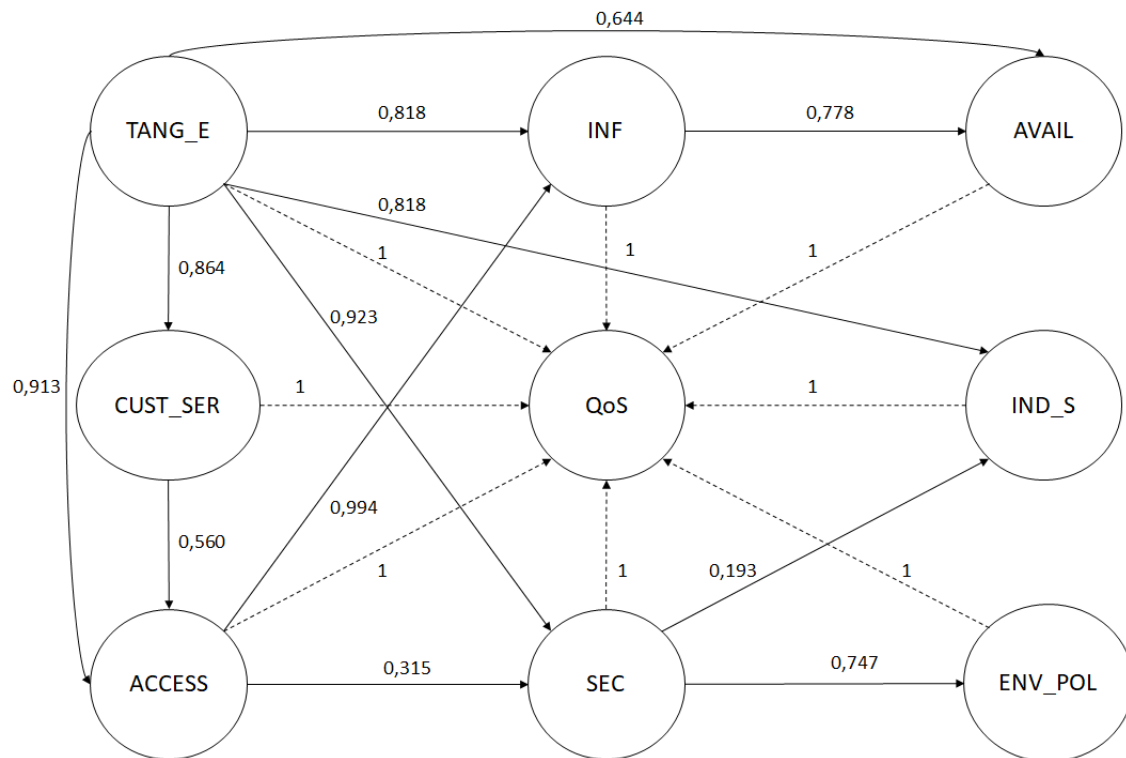 0,644
TANG_E
0,818
INF
0,778
AVAIL
0,818
1
1
1
0,864
0,923
0,913
CUST_SER
1
QoS
1
IND_S
0,994
0,560
1
1
0,193
1
ACCESS
0,315
SEC
0,747
ENV_POL